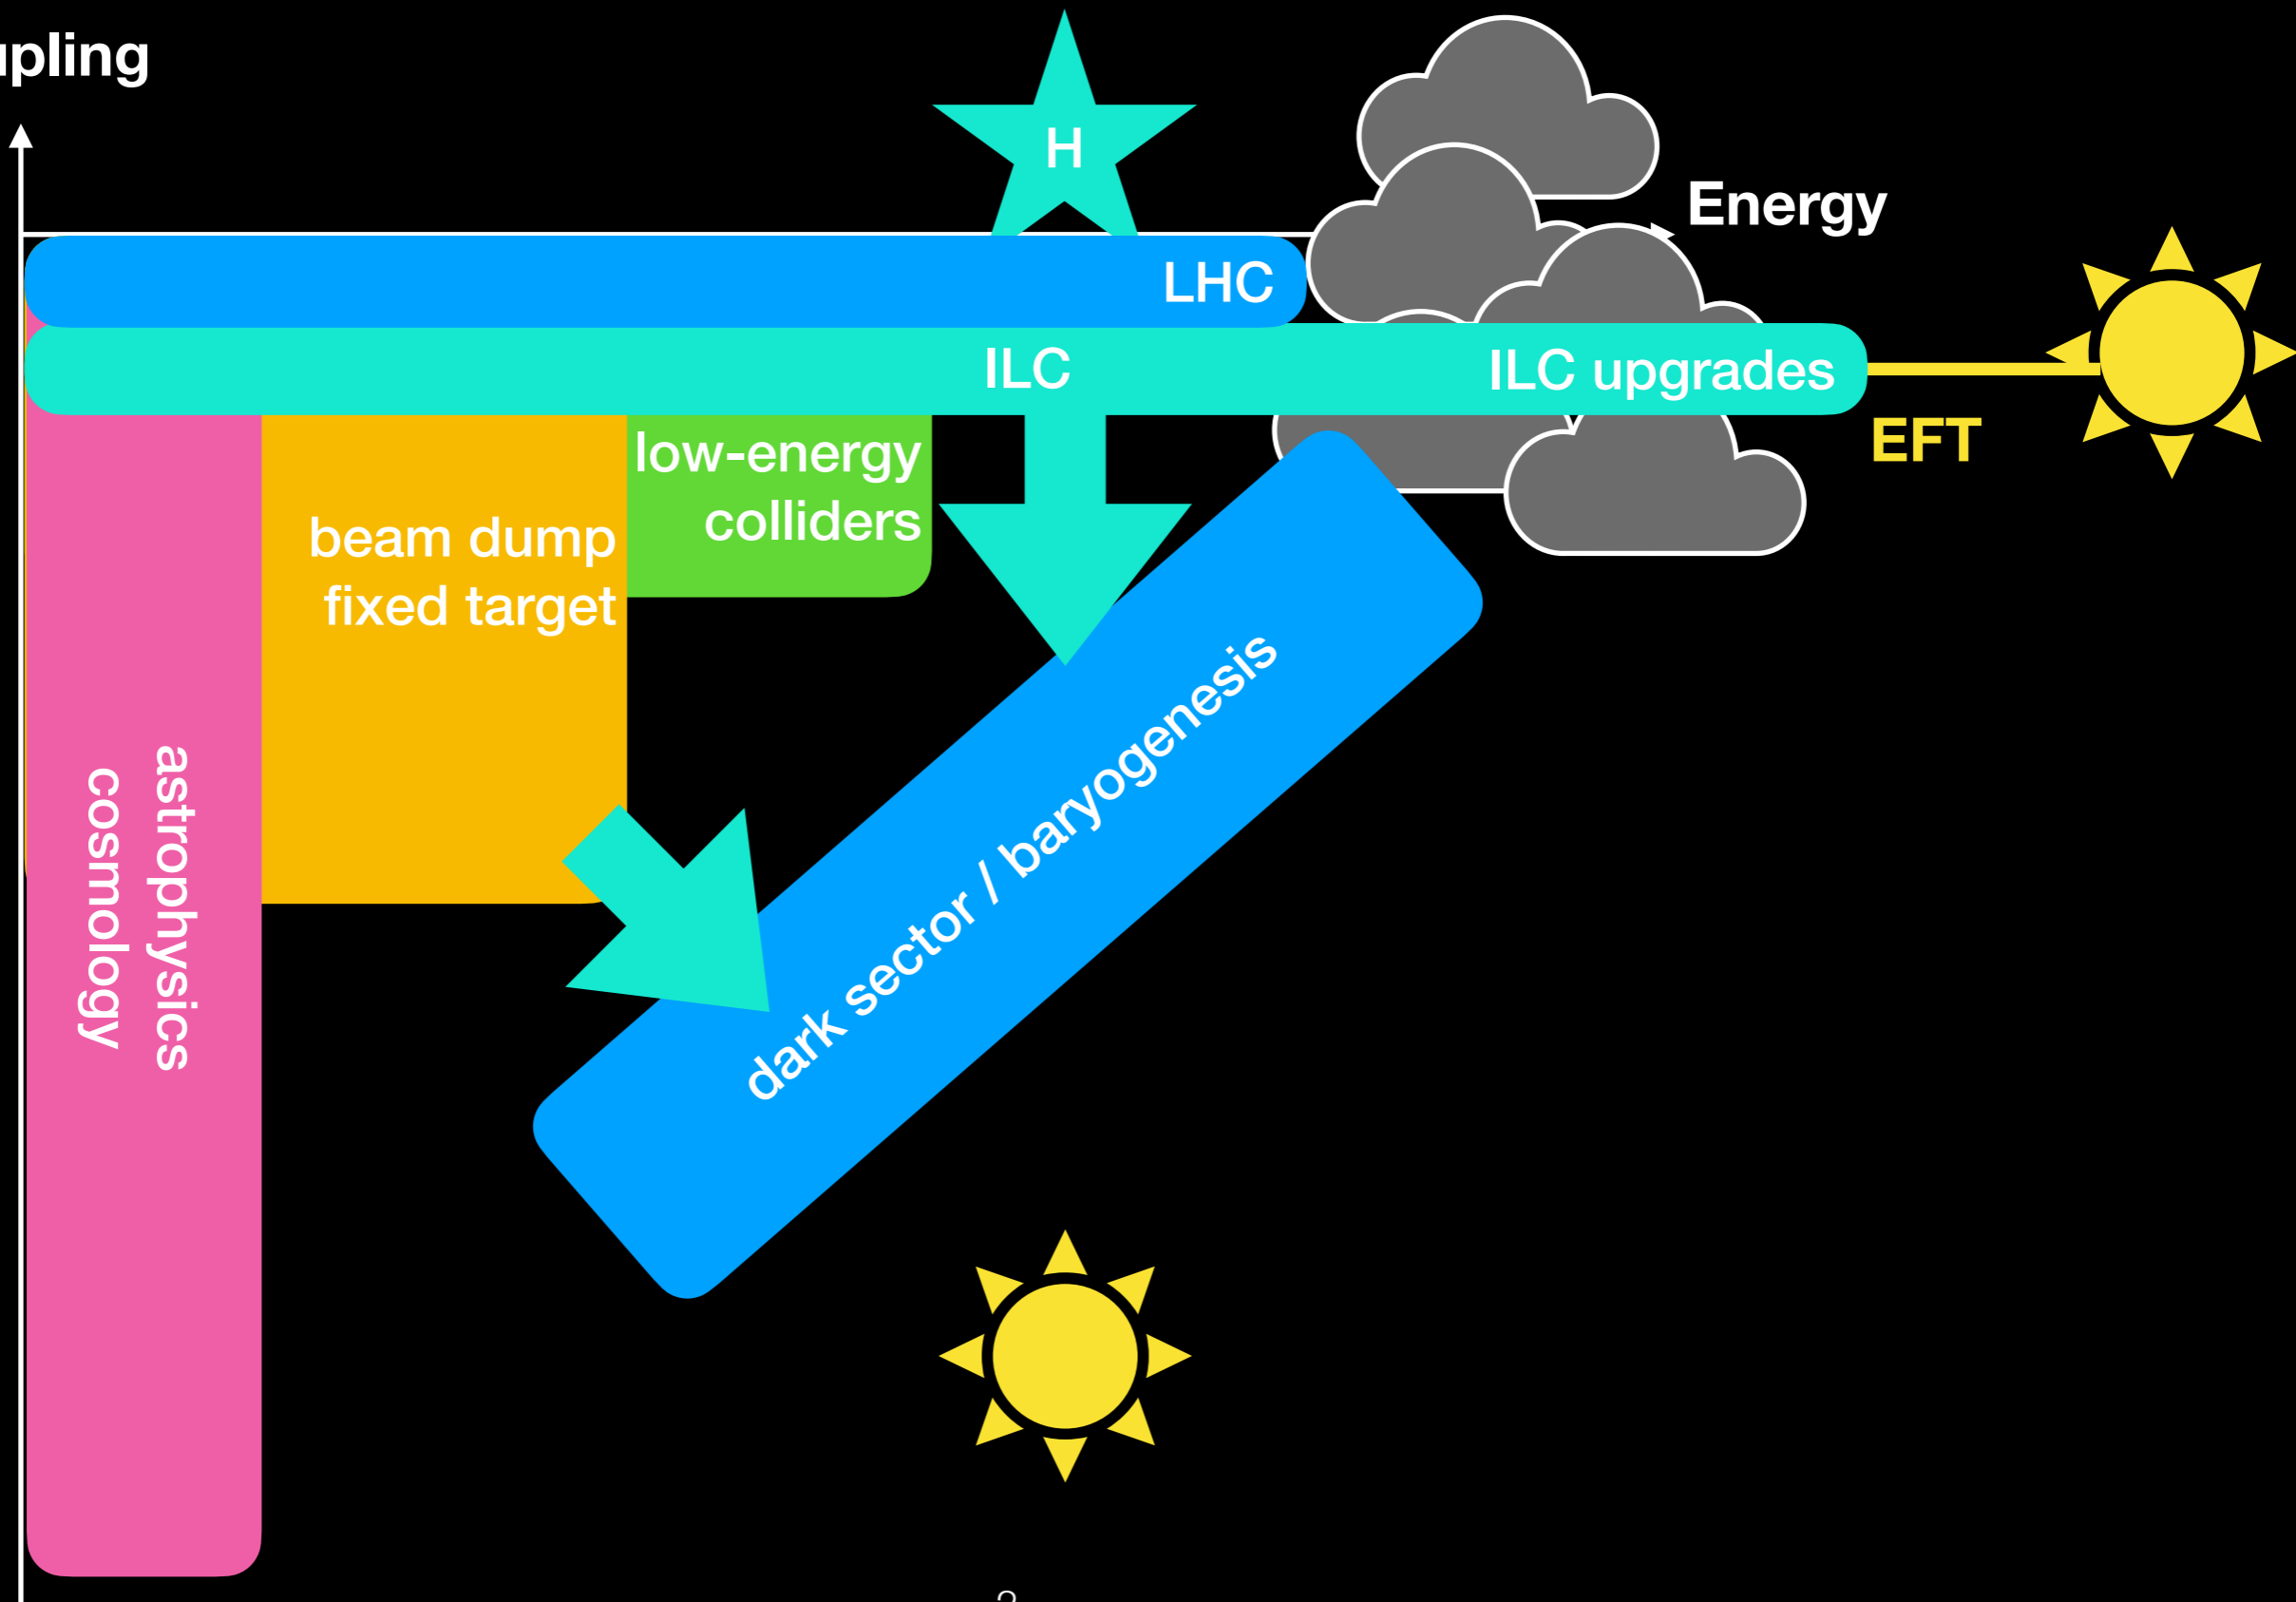 upling
H
Energy
LHC
ILC
ILC upgrades
EFT
low-energy
colliders
beam dump
fixed target
astrophysics
cosmology
dark sector / baryogenesis